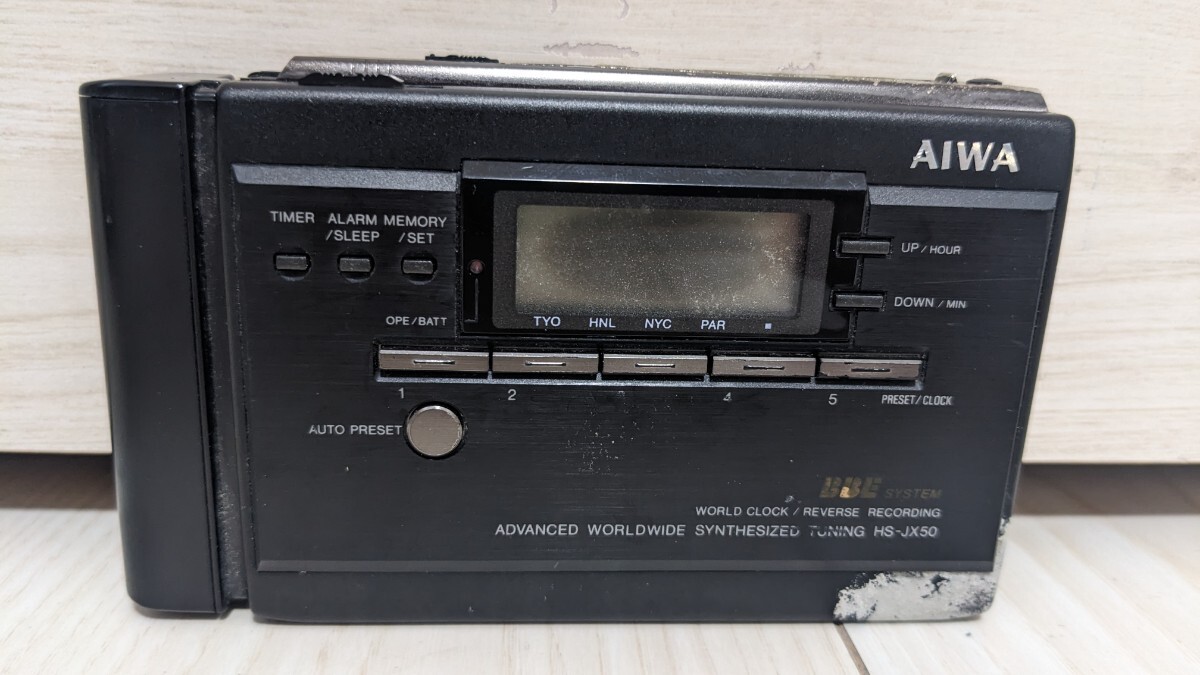 AIWA
TIMER
ALARM
/SLEEP
MEMORY
/SET
UP / HOUR
DOWN / MIN
OPE / BATT
TYO HNL NYC PAR
1 2 3 4 5 PRESET/CLOCK
AUTO PRESET
BBE SYSTEM
WORLD CLOCK / REVERSE RECORDING
ADVANCED WORLDWIDE SYNTHESIZED TUNING HS-JX50